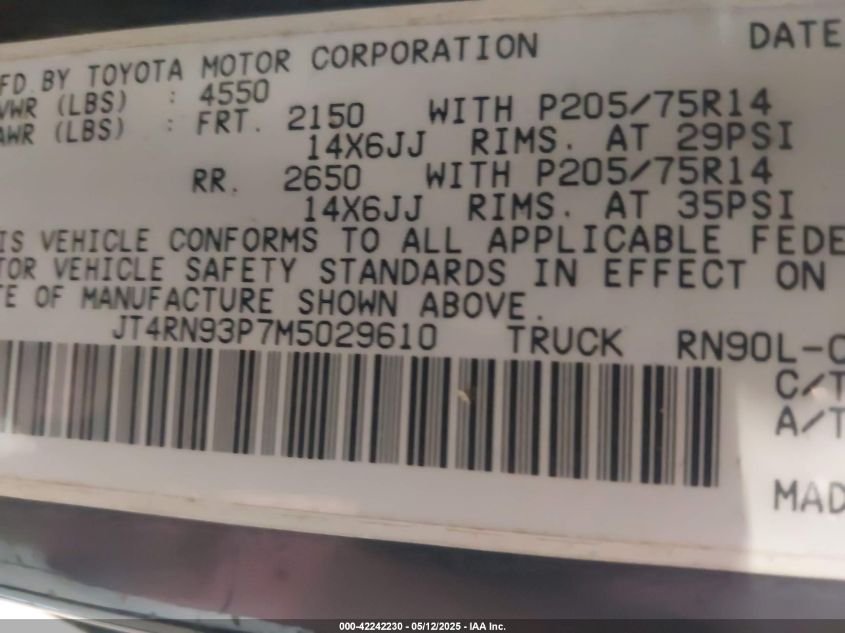 DATE
FD BY TOYOTA MOTOR CORPORATION
VWR (LBS) : 4550
AWR (LBS) : FRT. 2150 WITH P205/75R14
14X6JJ RIMS. AT 29PSI
RR. 2650 WITH P205/75R14
14X6JJ RIMS. AT 35PSI
IS VEHICLE CONFORMS TO ALL APPLICABLE FEDE
TOR VEHICLE SAFETY STANDARDS IN EFFECT ON
TE OF MANUFACTURE SHOWN ABOVE.
JT4RN93P7M5029610 TRUCK RN90L-C
C/T
A/T
MAD
000-42242230 - 05/12/2025 - IAA Inc.